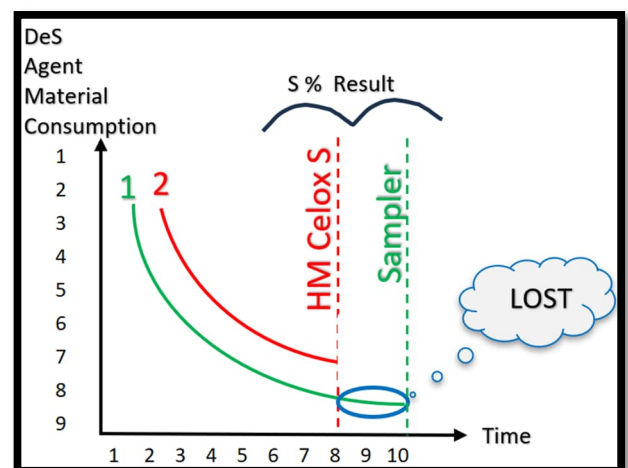 DeS
Agent
Material
Consumption
S % Result
1
2
3
4
5
6
7
8
9
1
2
HM Celox S
Sampler
LOST
Time
1 2 3 4 5 6 7 8 9 10